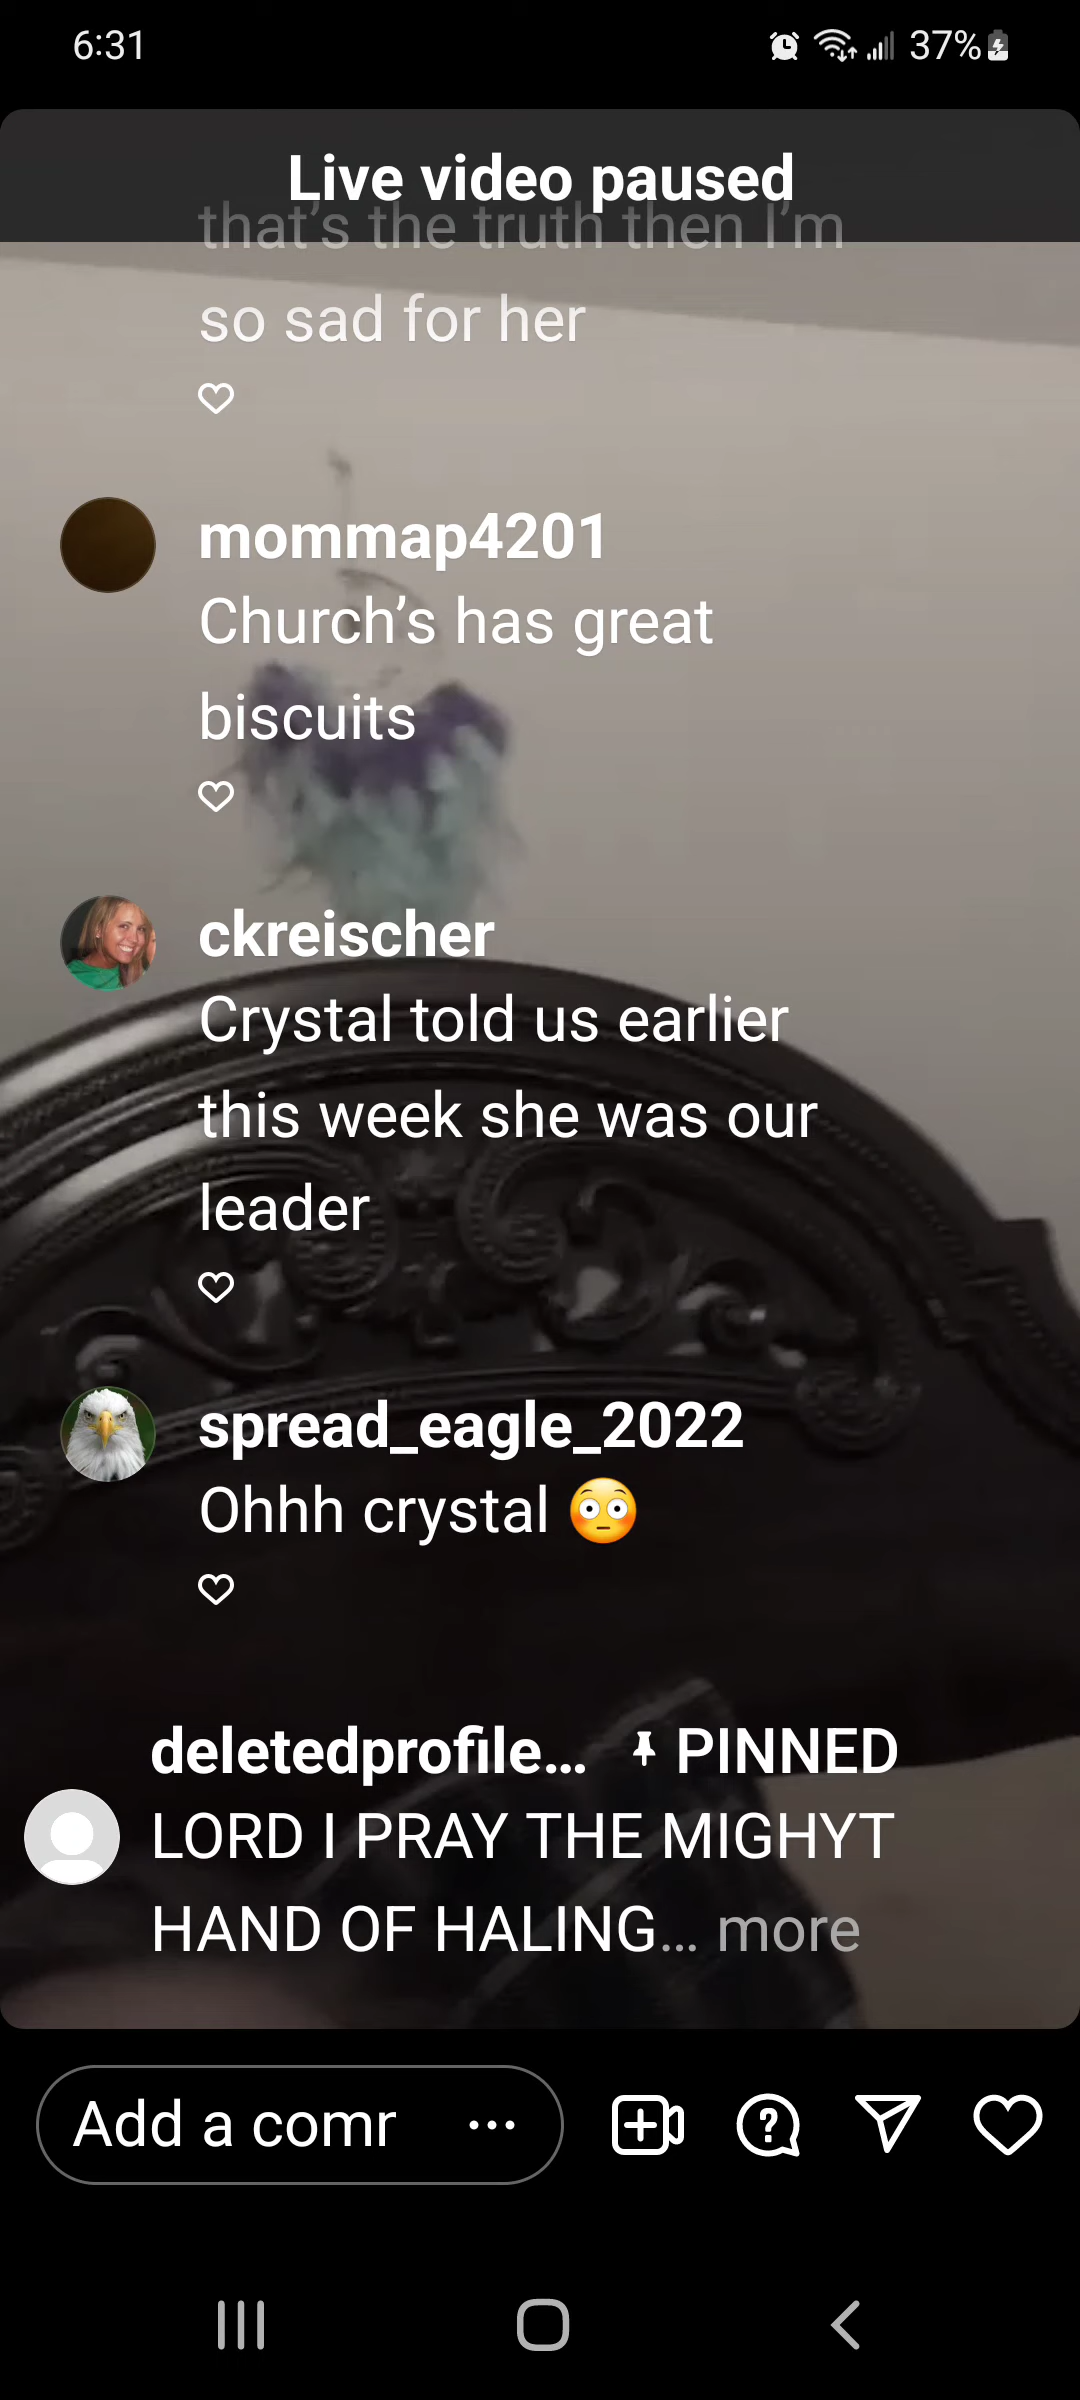 6:31
37%
Live video paused
that’s the truth then I’m
so sad for her
mommap4201
Church’s has great
biscuits
ckreischer
Crystal told us earlier
this week she was our
leader
spread_eagle_2022
Ohhh crystal 😳
deletedprofile... PINNED
LORD I PRAY THE MIGHYT
HAND OF HALING... more
Add a comr